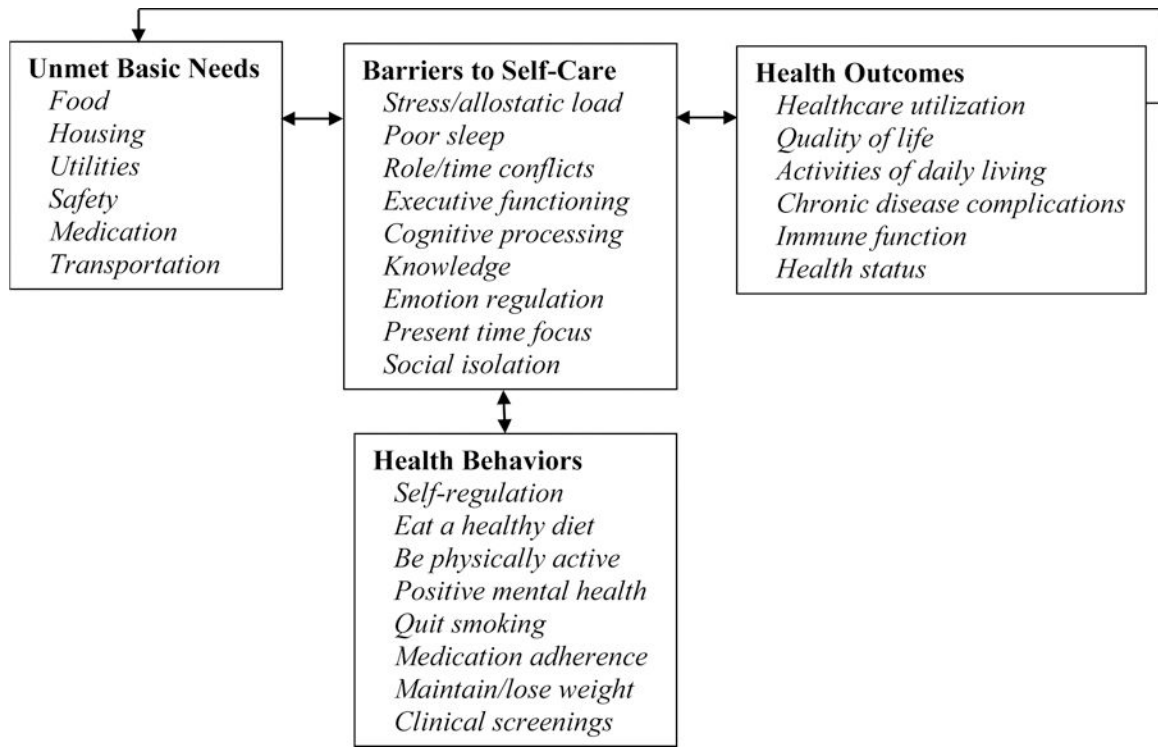 Unmet Basic Needs
Food
Housing
Utilities
Safety
Medication
Transportation
Barriers to Self-Care
Stress/allostatic load
Poor sleep
Role/time conflicts
Executive functioning
Cognitive processing
Knowledge
Emotion regulation
Present time focus
Social isolation
Health Outcomes
Healthcare utilization
Quality of life
Activities of daily living
Chronic disease complications
Immune function
Health status
Health Behaviors
Self-regulation
Eat a healthy diet
Be physically active
Positive mental health
Quit smoking
Medication adherence
Maintain/lose weight
Clinical screenings